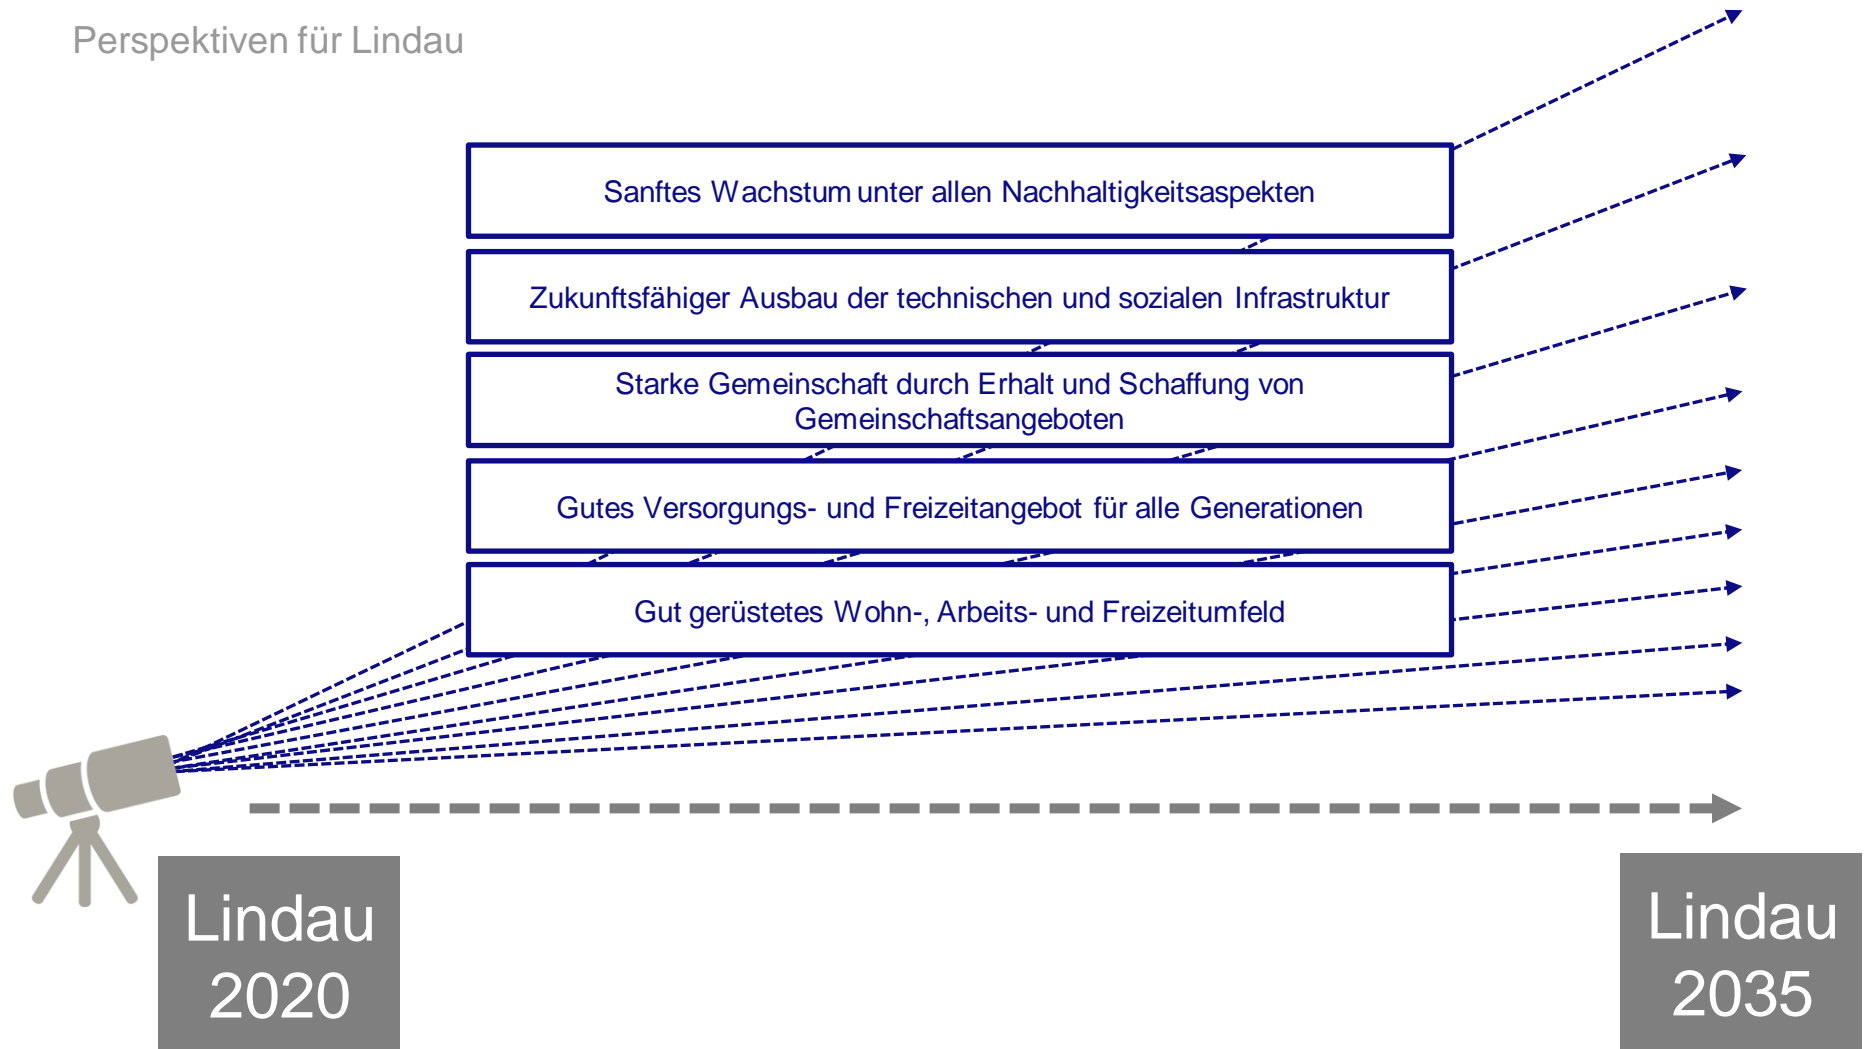 Perspektiven für Lindau
Sanftes Wachstum unter allen Nachhaltigkeitsaspekten
Zukunftsfähiger Ausbau der technischen und sozialen Infrastruktur
Starke Gemeinschaft durch Erhalt und Schaffung von
Gemeinschaftsangeboten
Gutes Versorgungs- und Freizeitangebot für alle Generationen
Gut gerüstetes Wohn-, Arbeits- und Freizeitumfeld
Lindau
2020
Lindau
2035